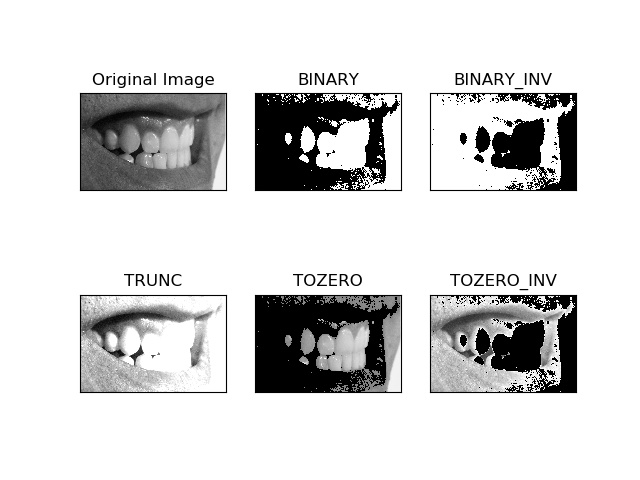 Original Image
BINARY
BINARY_INV
TRUNC
TOZERO
TOZERO_INV